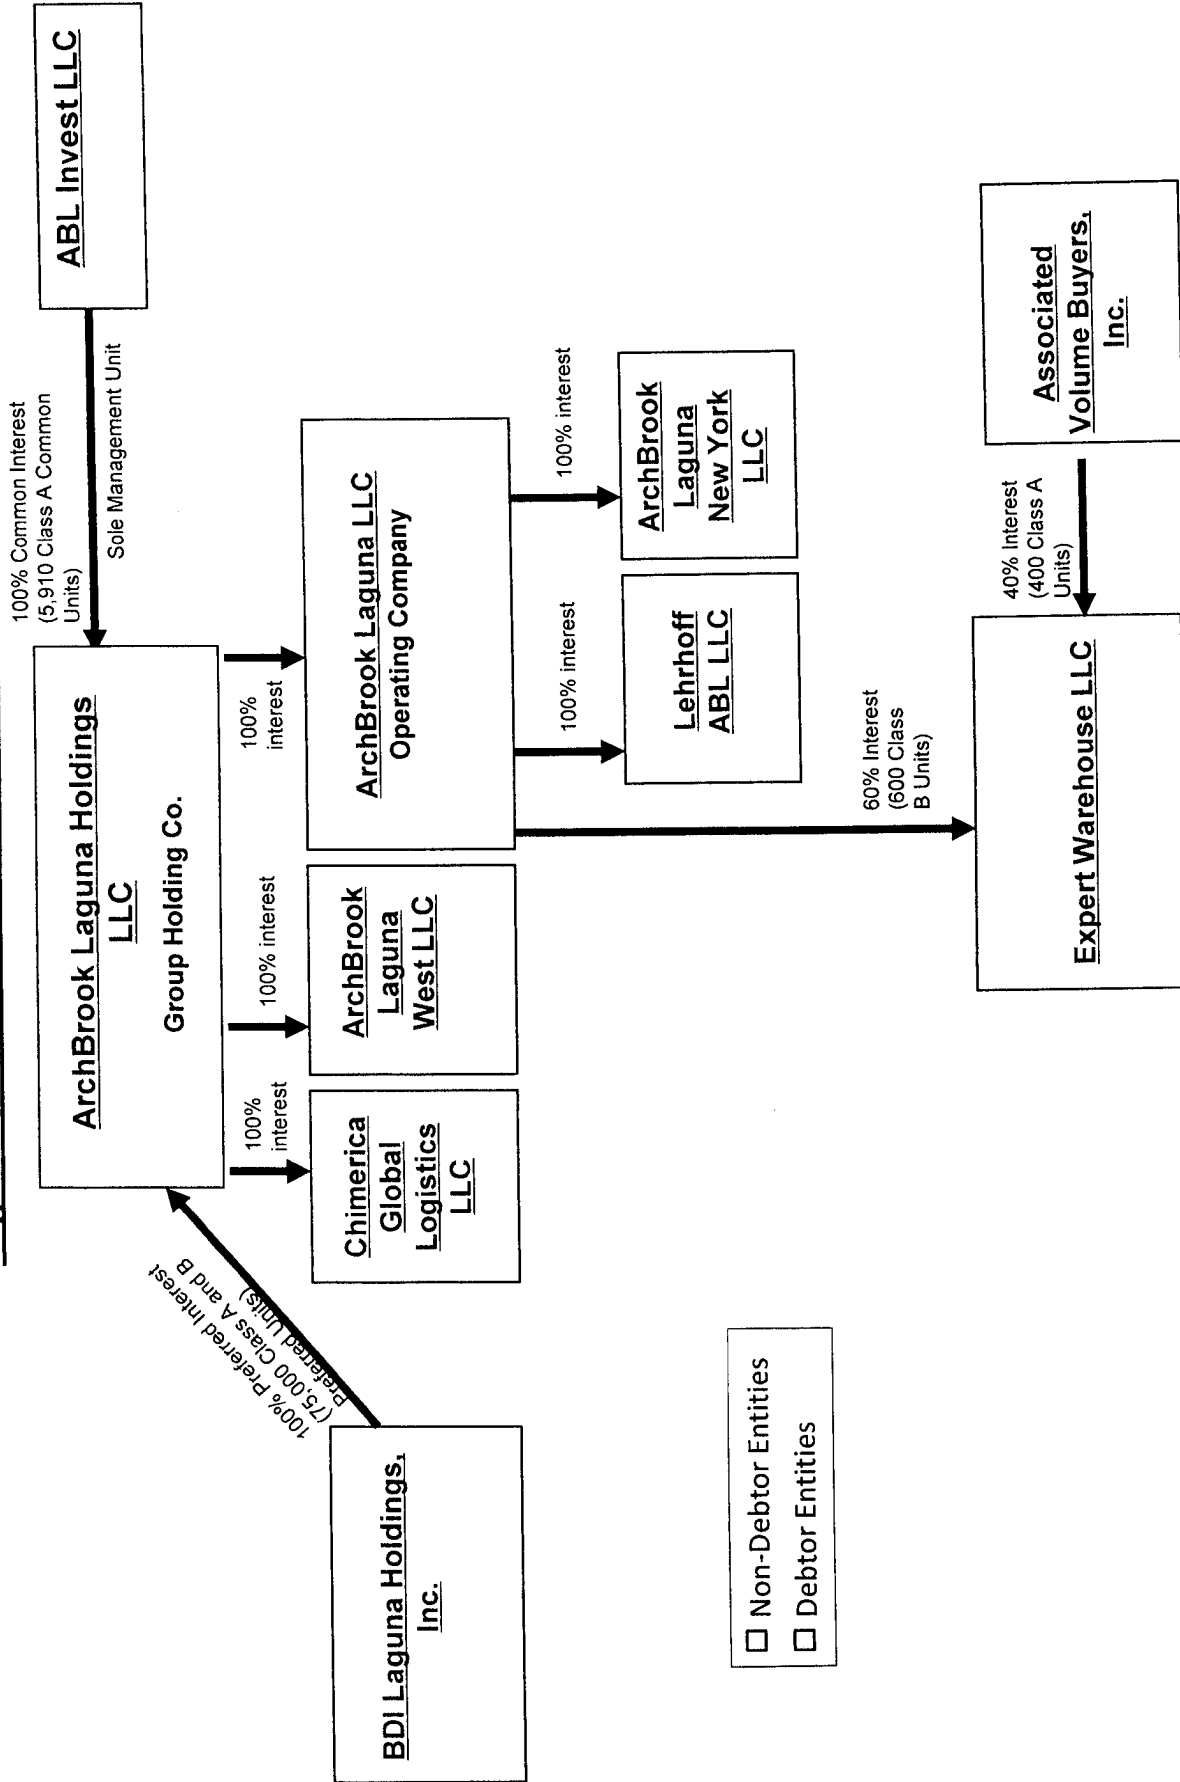 100% Common Interest
(5,910 Class A Common
Units)
ABL Invest LLC
Sole Management Unit
ArchBrook Laguna Holdings
LLC
Group Holding Co.
100% Preferred Interest
(75,000 Class A and B
Preferred Units)
BDI Laguna Holdings,
Inc.
100%
interest
100% interest
100%
interest
Chimerica
Global
Logistics
LLC
ArchBrook
Laguna
West LLC
ArchBrook Laguna LLC
Operating Company
100% interest
100% interest
Lehrhoff
ABL LLC
ArchBrook
Laguna
New York
LLC
60% Interest
(600 Class
B Units)
Expert Warehouse LLC
40% Interest
(400 Class A
Units)
Associated
Volume Buyers,
Inc.
Non-Debtor Entities
Debtor Entities